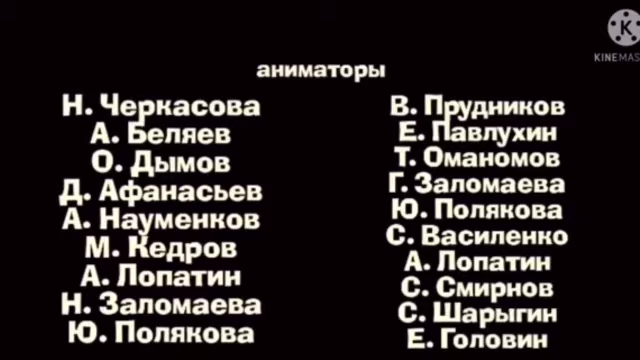 KINEMAS
аниматоры
Н. Черкасова
А. Беляев
О. Дымов
Д. Афанасьев
А. Науменков
М. Кедров
А. Лопатин
Н. Заломаева
Ю. Полякова
В. Прудников
Е. Павлухин
Т. Оманомов
Г. Заломаева
Ю. Полякова
С. Василенко
А. Лопатин
С. Смирнов
С. Шарыгин
Е. Головин